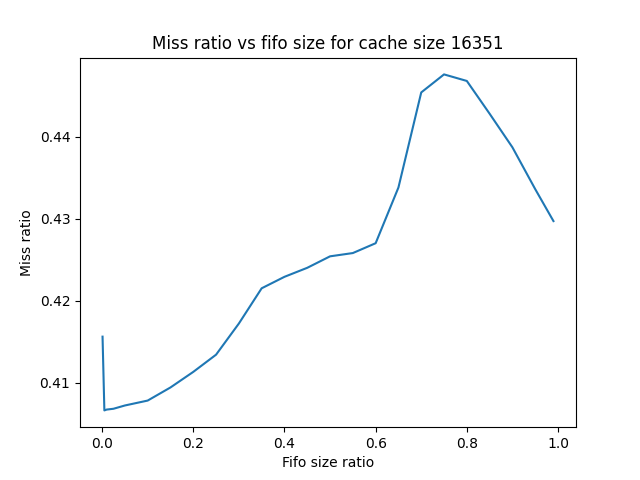 Miss ratio vs fifo size for cache size 16351
Miss ratio
0.44
0.43
0.42
0.41
0.0 0.2 0.4 0.6 0.8 1.0
Fifo size ratio